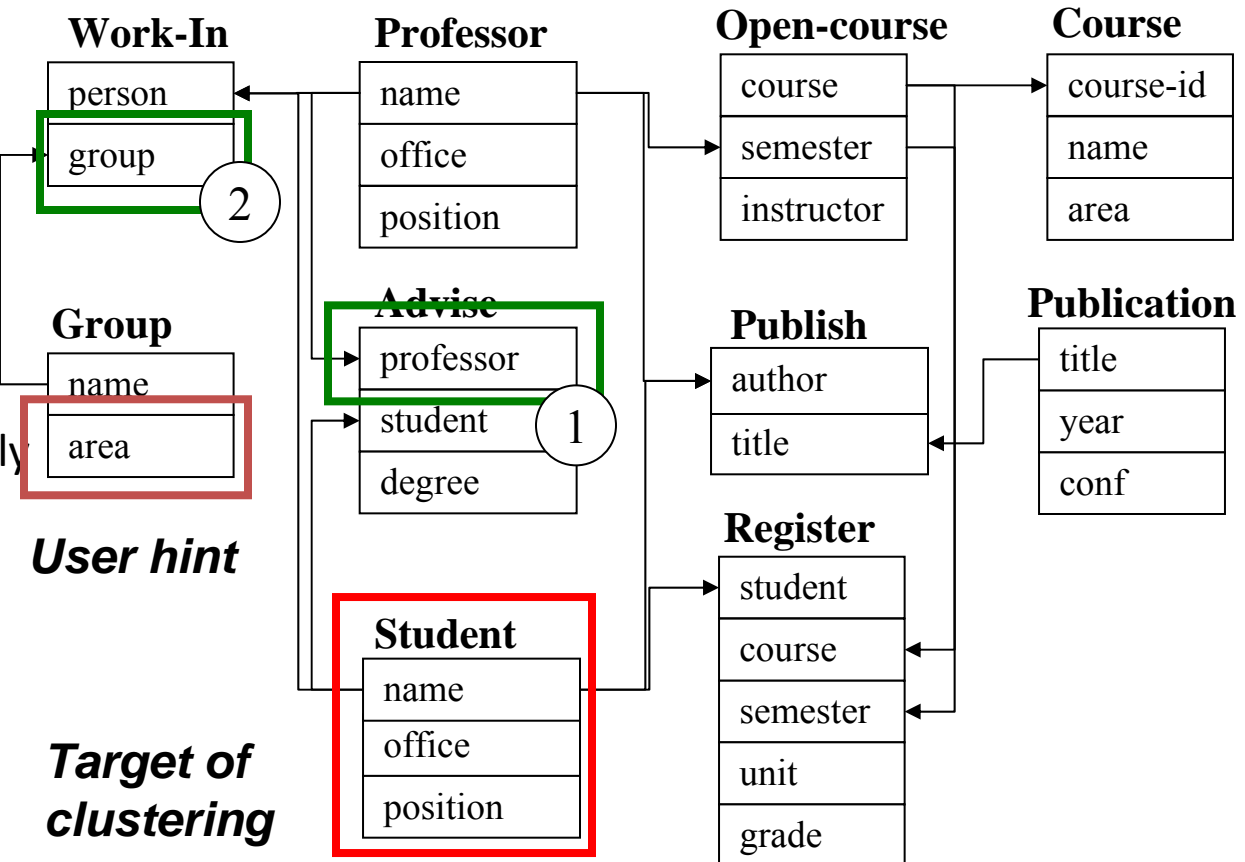 Work-In
person
group
2
Professor
name
office
position
Open-course
course
semester
instructor
Course
course-id
name
area
Group
name
area
ly
User hint
Advise
professor
student
degree
1
Publish
author
title
Publication
title
year
conf
Student
name
office
position
Target of
clustering
Register
student
course
semester
unit
grade